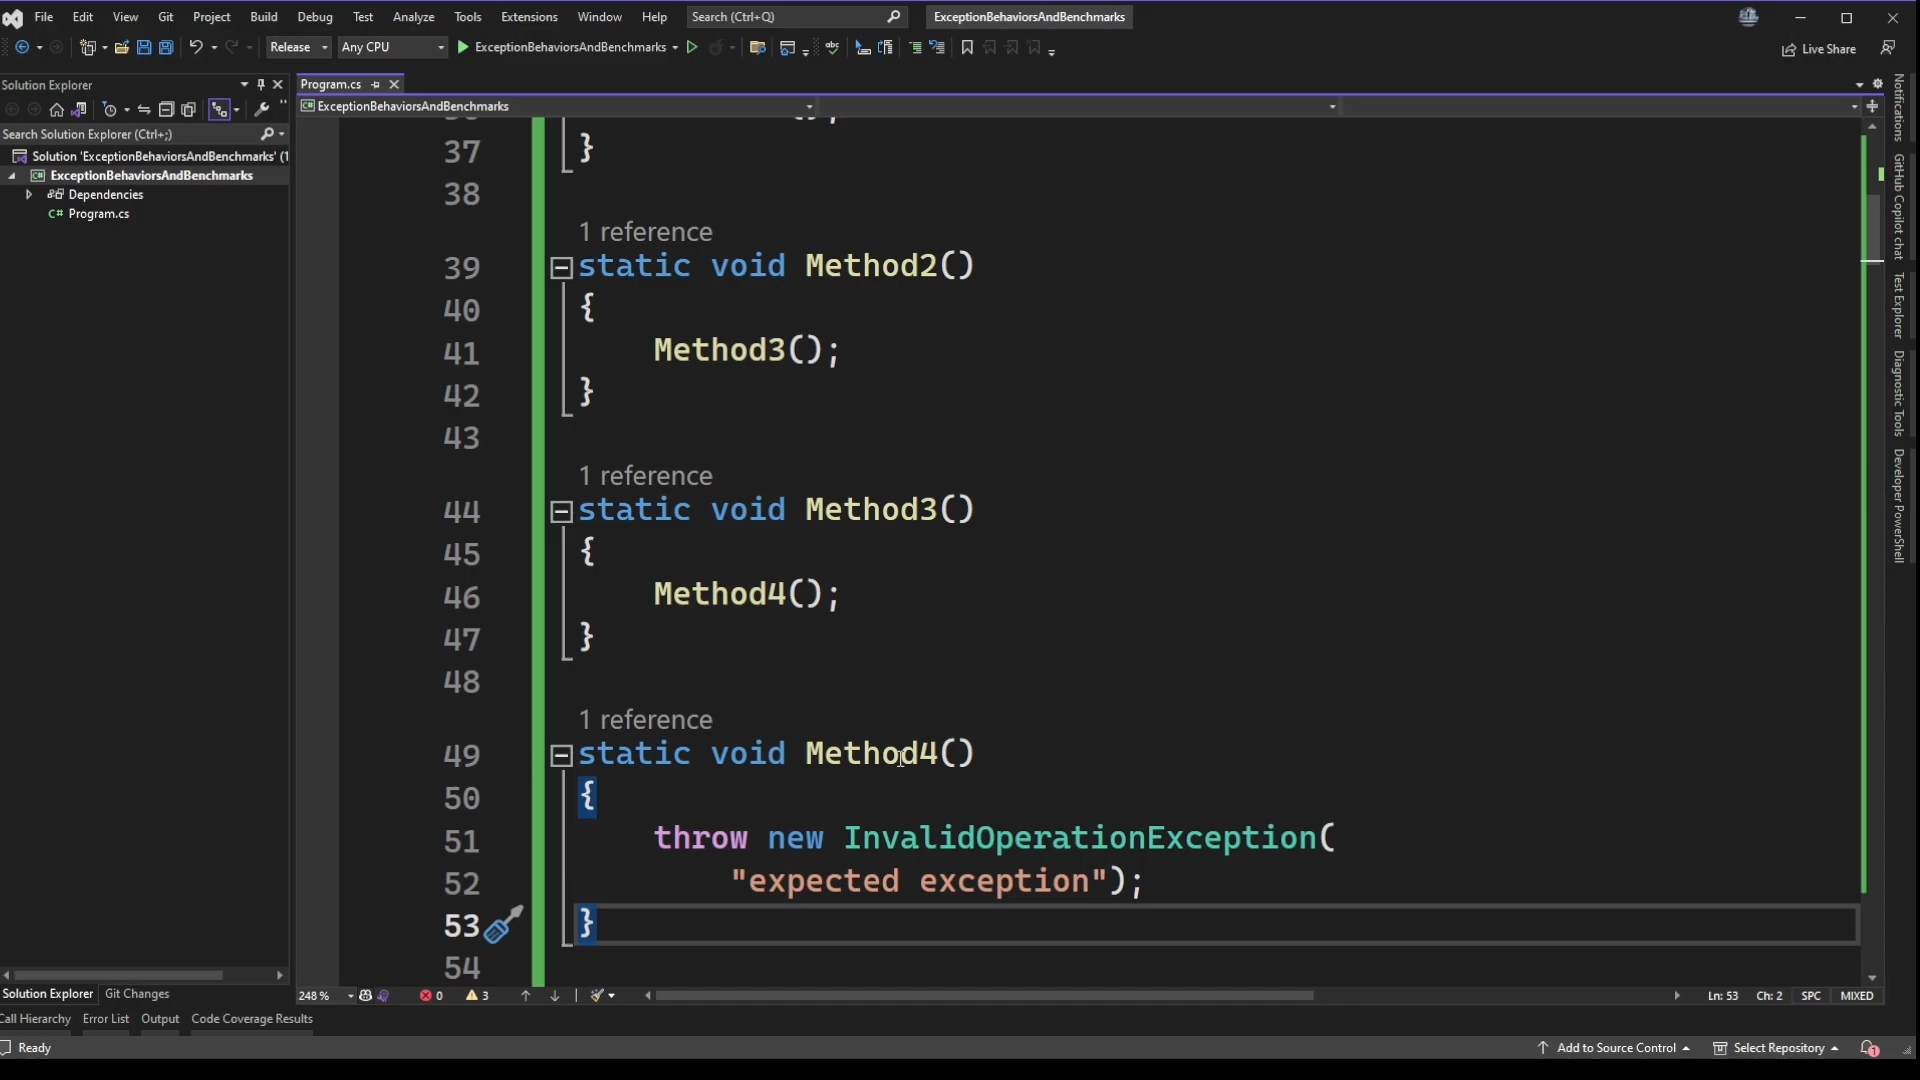 File Edit View Git Project Build Debug Test Analyze Tools Extensions Window Help Search (Ctrl+Q) ExceptionBehaviorsAndBenchmarks
Release Any CPU ExceptionBehaviorsAndBenchmarks Live Share
Solution Explorer
Search Solution Explorer (Ctrl+;)
Solution 'ExceptionBehaviorsAndBenchmarks' (1
C# ExceptionBehaviorsAndBenchmarks
Dependencies
C# Program.cs
Program.cs
C# ExceptionBehaviorsAndBenchmarks
37 }
38
1 reference
39 static void Method2()
40 {
41 Method3();
42 }
43
1 reference
44 static void Method3()
45 {
46 Method4();
47 }
48
1 reference
49 static void Method4()
50 {
51 throw new InvalidOperationException(
52 "expected exception");
53 }
54
Notifications
GitHub Copilot chat
Test Explorer
Diagnostic Tools
Developer PowerShell
Solution Explorer Git Changes
248 % 0 3 Ln: 53 Ch: 2 SPC MIXED
Call Hierarchy Error List Output Code Coverage Results
Ready Add to Source Control Select Repository 1